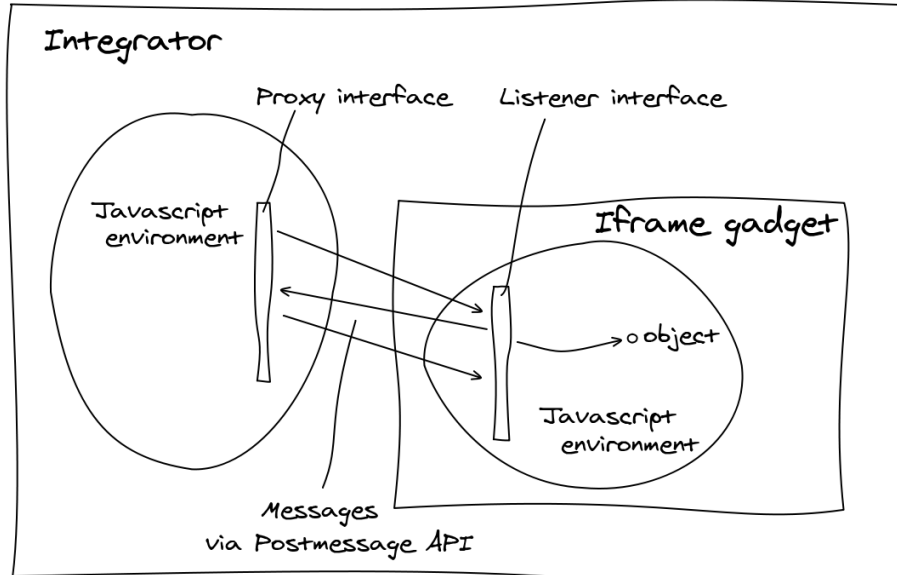 Integrator
Proxy interface
Listener interface
Javascript
environment
Iframe gadget
object
Javascript
environment
Messages
via Postmessage API